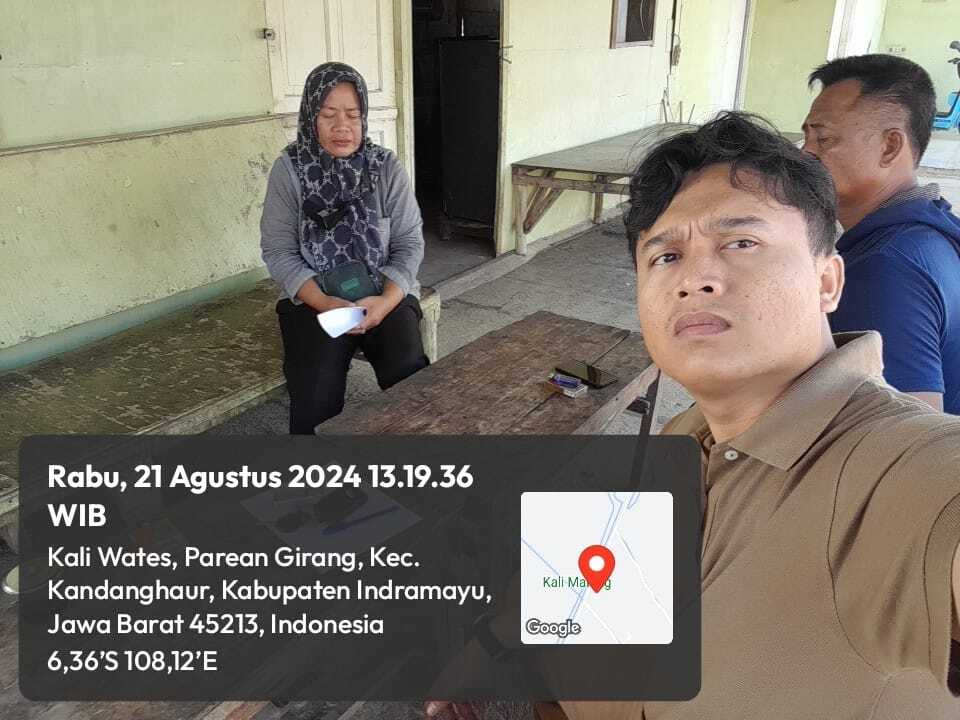 Rabu, 21 Agustus 2024 13.19.36
WIB
Kali Wates, Parean Girang, Kec.
Kandanghaur, Kabupaten Indramayu,
Jawa Barat 45213, Indonesia
6,36'S 108,12'E
Google